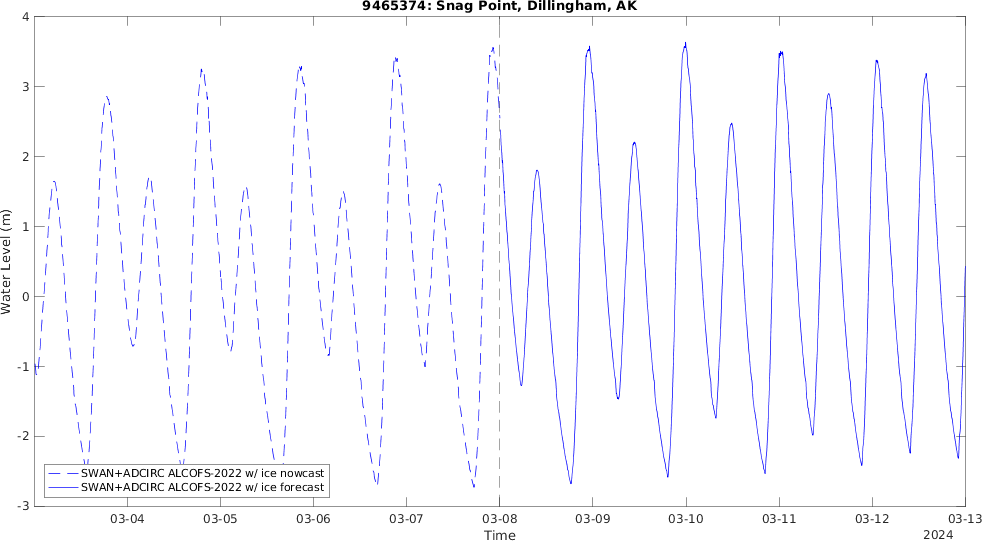 9465374: Snag Point, Dillingham, AK
4
3
2
1
0
-1
-2
-3
Water Level (m)
SWAN+ADCIRC ALCOFS-2022 w/ ice nowcast
SWAN+ADCIRC ALCOFS-2022 w/ ice forecast
03-04 03-05 03-06 03-07 03-08 03-09 03-10 03-11 03-12 03-13
Time
2024